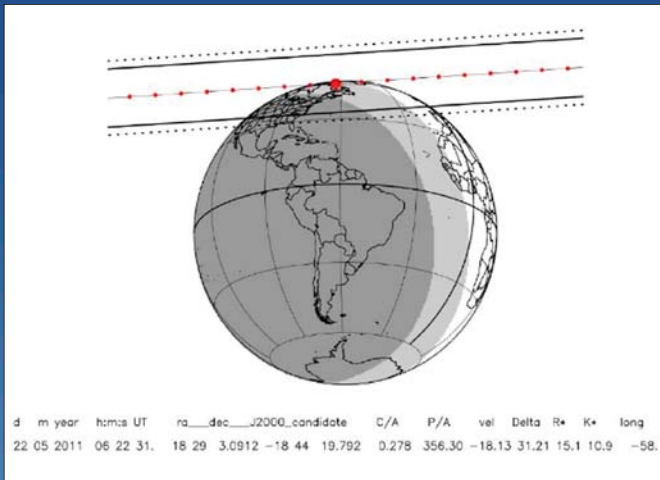 d m year h:m:s UT ra___dec___J2000_candidate C/A P/A vel Delta R* K* long
22 05 2011 06 22 31. 18 29 3.0912 -18 44 19.792 0.278 356.30 -18.13 31.21 15.1 10.9 -58.